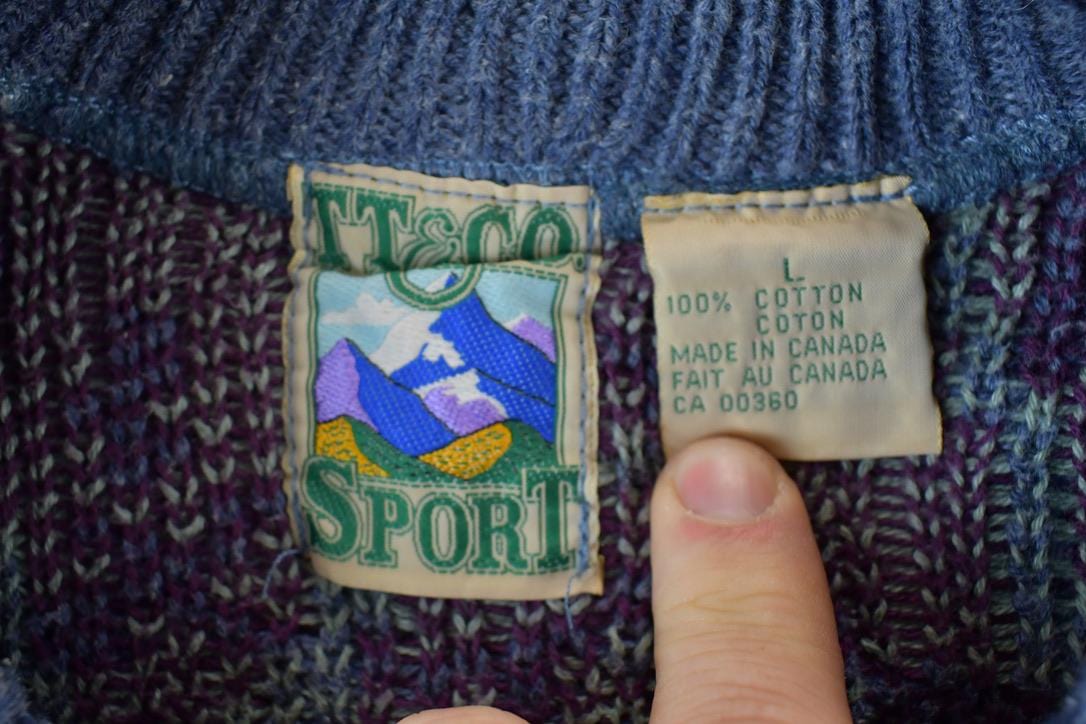 TT&CO.
SPORT
L
100% COTTON
COTON
MADE IN CANADA
FAIT AU CANADA
CA 00360